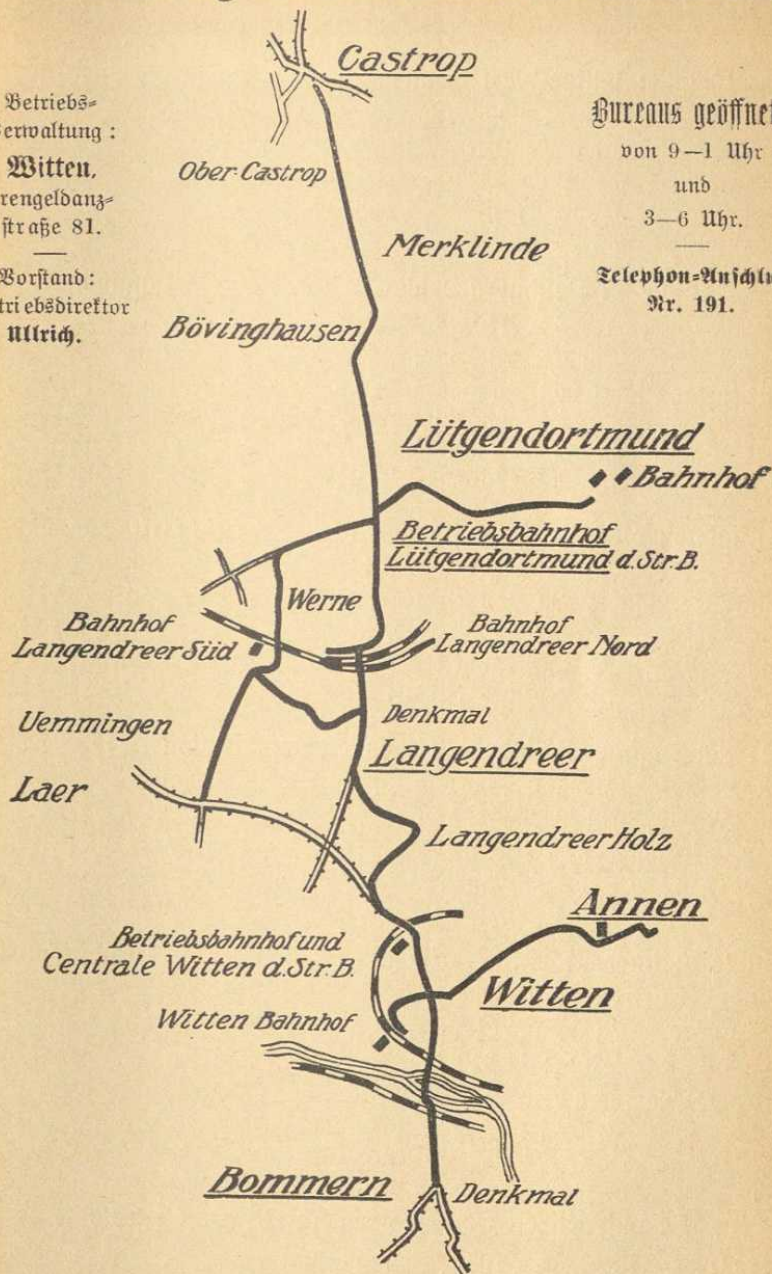 Castrop
Betriebs=
erwaltung :
Witten,
rengeldanz=
straße 81.
Vorstand:
triebsdirektor
Ullrich.
Bureaus geöffnet
von 9—1 Uhr
und
3—6 Uhr.
Telephon=Anschlu
Nr. 191.
Ober-Castrop
Merklinde
Bövinghausen
Lütgendortmund
Bahnhof
Betriebsbahnhof
Lütgendortmund d.Str.B.
Werne
Bahnhof
Langendreer Süd
Bahnhof
Langendreer Nord
Uemmingen
Denkmal
Langendreer
Laer
Langendreer Holz
Annen
Betriebsbahnhof und
Centrale Witten d.Str.B.
Witten
Witten Bahnhof
Bommern
Denkmal